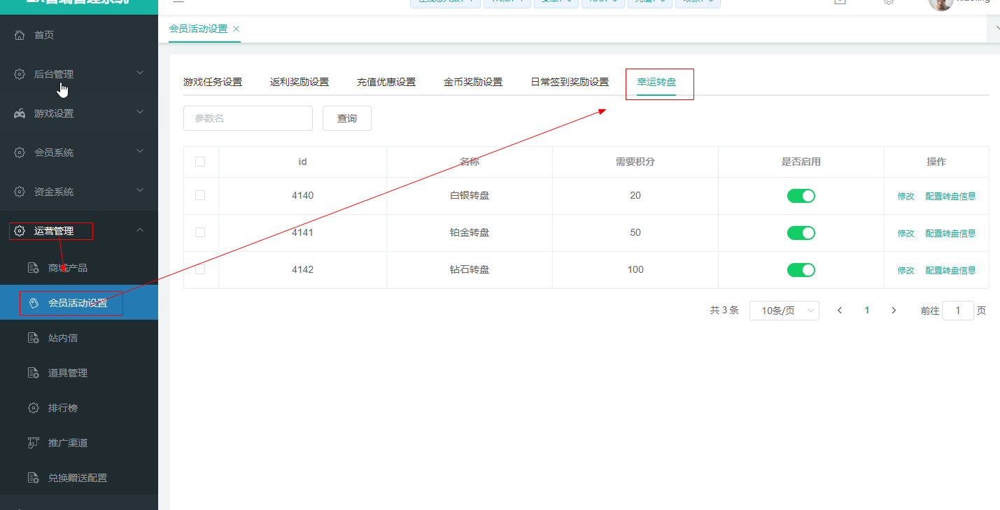 首页
后台管理
游戏设置
会员系统
资金系统
运营管理
商城产品
会员活动设置
站内信
道具管理
排行榜
推广渠道
兑换赠送配置
会员活动设置 ×
游戏任务设置 返利奖励设置 充值优惠设置 金币奖励设置 日常签到奖励设置 幸运转盘
参数名 查询
id 名称 需要积分 是否启用 操作
4140 白银转盘 20 修改 配置转盘信息
4141 铂金转盘 50 修改 配置转盘信息
4142 钻石转盘 100 修改 配置转盘信息
共 3 条 10条/页 1 前往 1 页